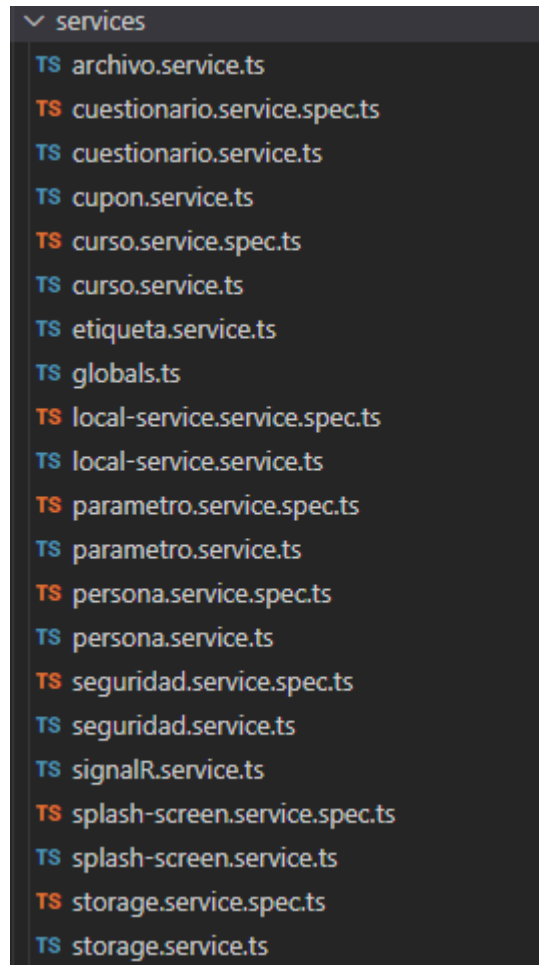 services
TS archivo.service.ts
TS cuestionario.service.spec.ts
TS cuestionario.service.ts
TS cupon.service.ts
TS curso.service.spec.ts
TS curso.service.ts
TS etiqueta.service.ts
TS globals.ts
TS local-service.service.spec.ts
TS local-service.service.ts
TS parametro.service.spec.ts
TS parametro.service.ts
TS persona.service.spec.ts
TS persona.service.ts
TS seguridad.service.spec.ts
TS seguridad.service.ts
TS signalR.service.ts
TS splash-screen.service.spec.ts
TS splash-screen.service.ts
TS storage.service.spec.ts
TS storage.service.ts